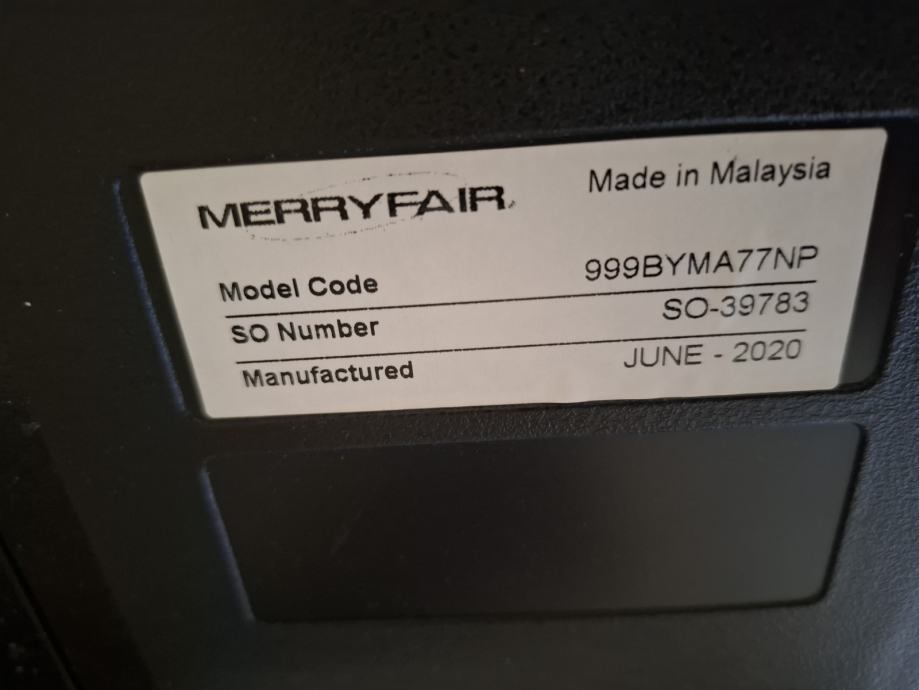 MERRYFAIR
Made in Malaysia
Model Code 999BYMA77NP
SO Number SO-39783
Manufactured JUNE - 2020